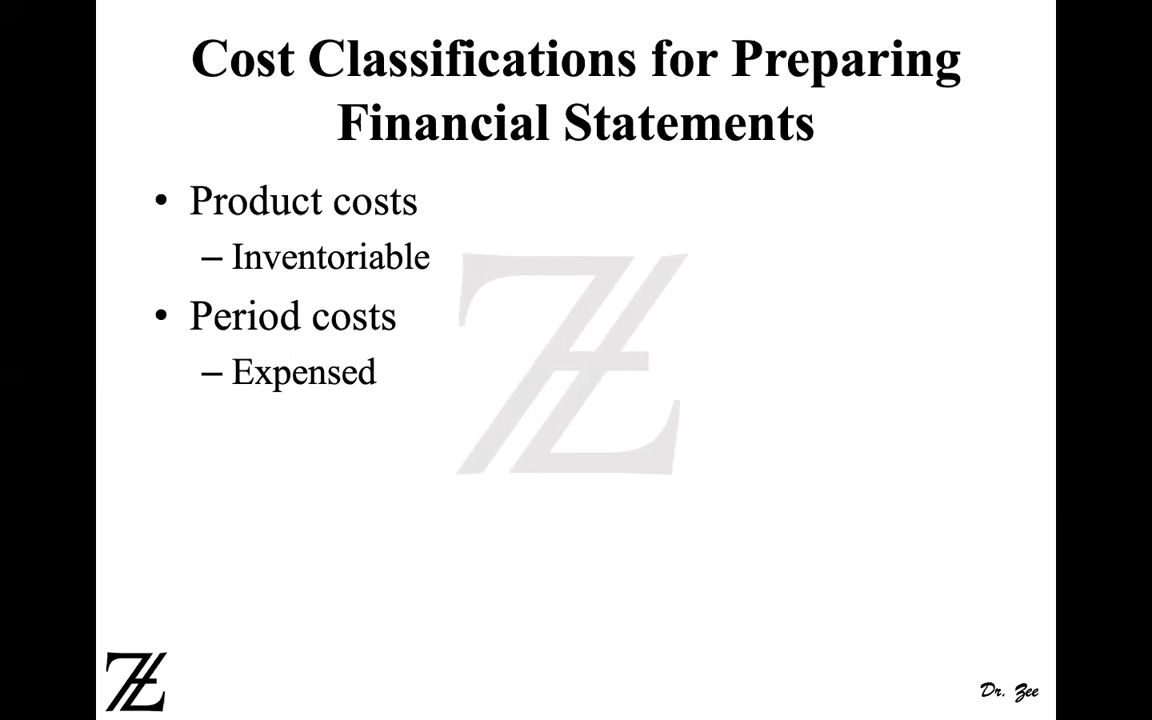 Cost Classifications for Preparing
Financial Statements
• Product costs
– Inventoriable
• Period costs
– Expensed
Dr. Zee